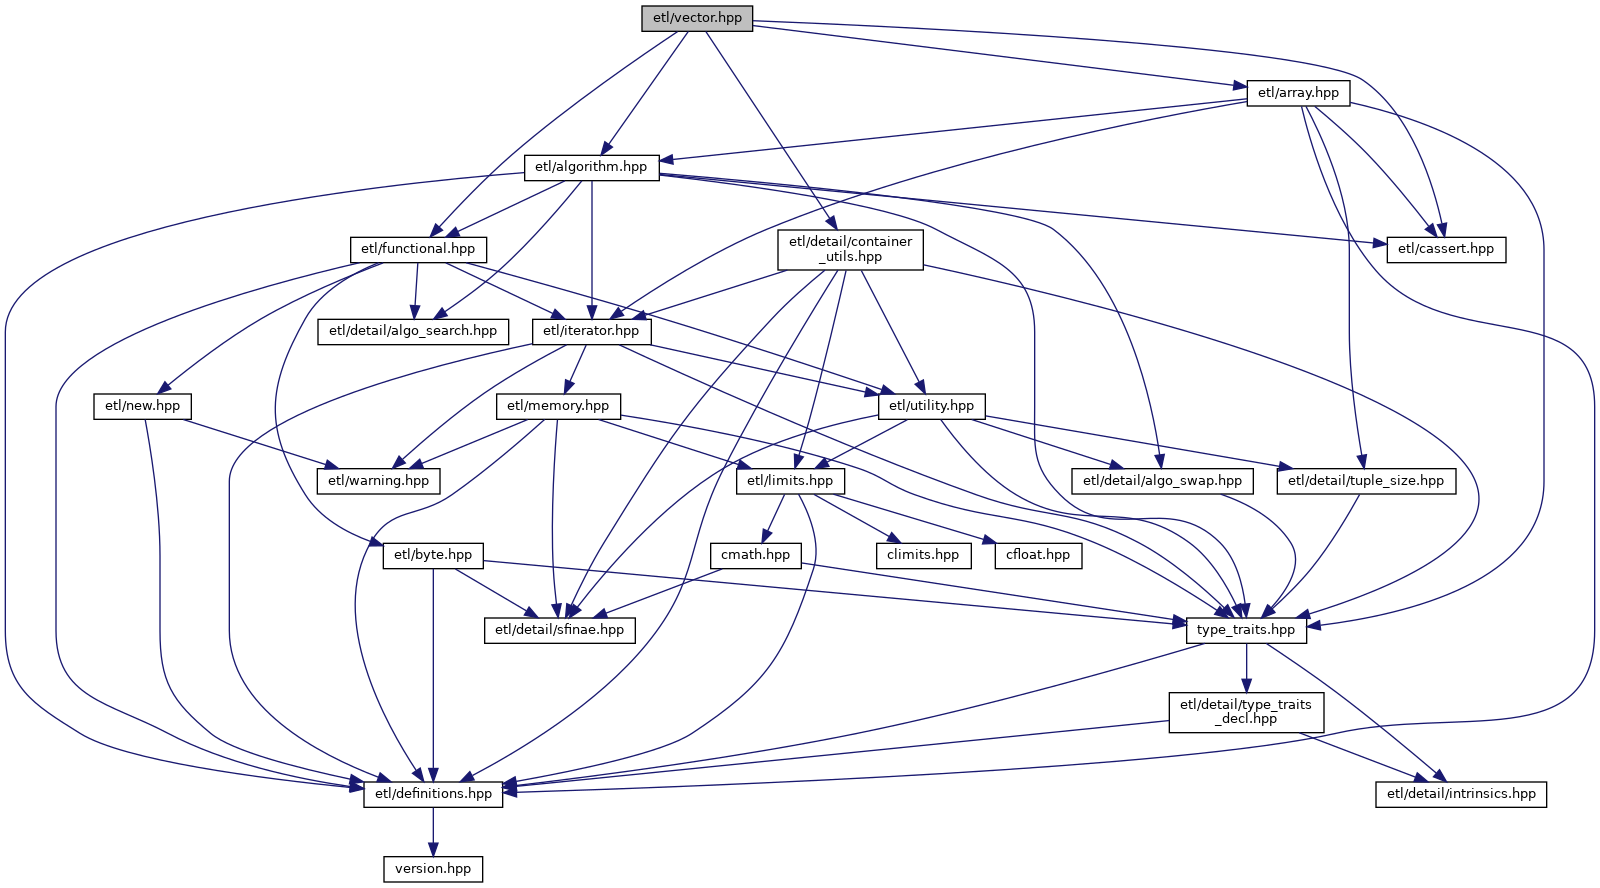 etl/vector.hpp
etl/array.hpp
etl/algorithm.hpp
etl/functional.hpp
etl/detail/container
_utils.hpp
etl/cassert.hpp
etl/detail/algo_search.hpp
etl/iterator.hpp
etl/new.hpp
etl/memory.hpp
etl/utility.hpp
etl/warning.hpp
etl/limits.hpp
etl/detail/algo_swap.hpp
etl/detail/tuple_size.hpp
etl/byte.hpp
cmath.hpp
climits.hpp
cfloat.hpp
etl/detail/sfinae.hpp
type_traits.hpp
etl/detail/type_traits
_decl.hpp
etl/definitions.hpp
etl/detail/intrinsics.hpp
version.hpp